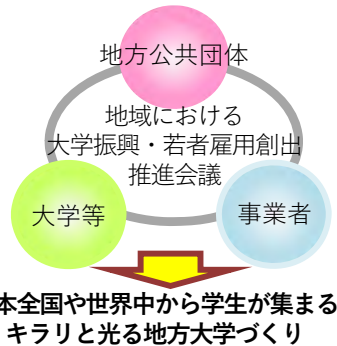 地方公共団体
地域における
大学振興・若者雇用創出
推進会議
大学等
事業者
本全国や世界中から学生が集まる
キラリと光る地方大学づくり